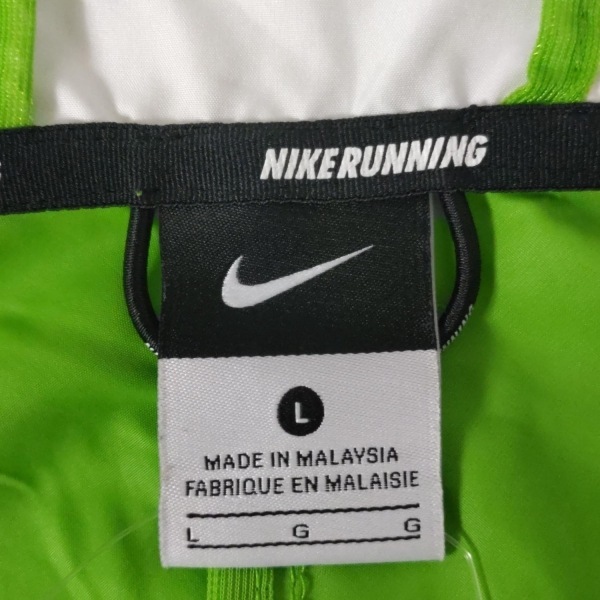 NIKERUNNING
L
MADE IN MALAYSIA
FABRIQUE EN MALAISIE
L G G